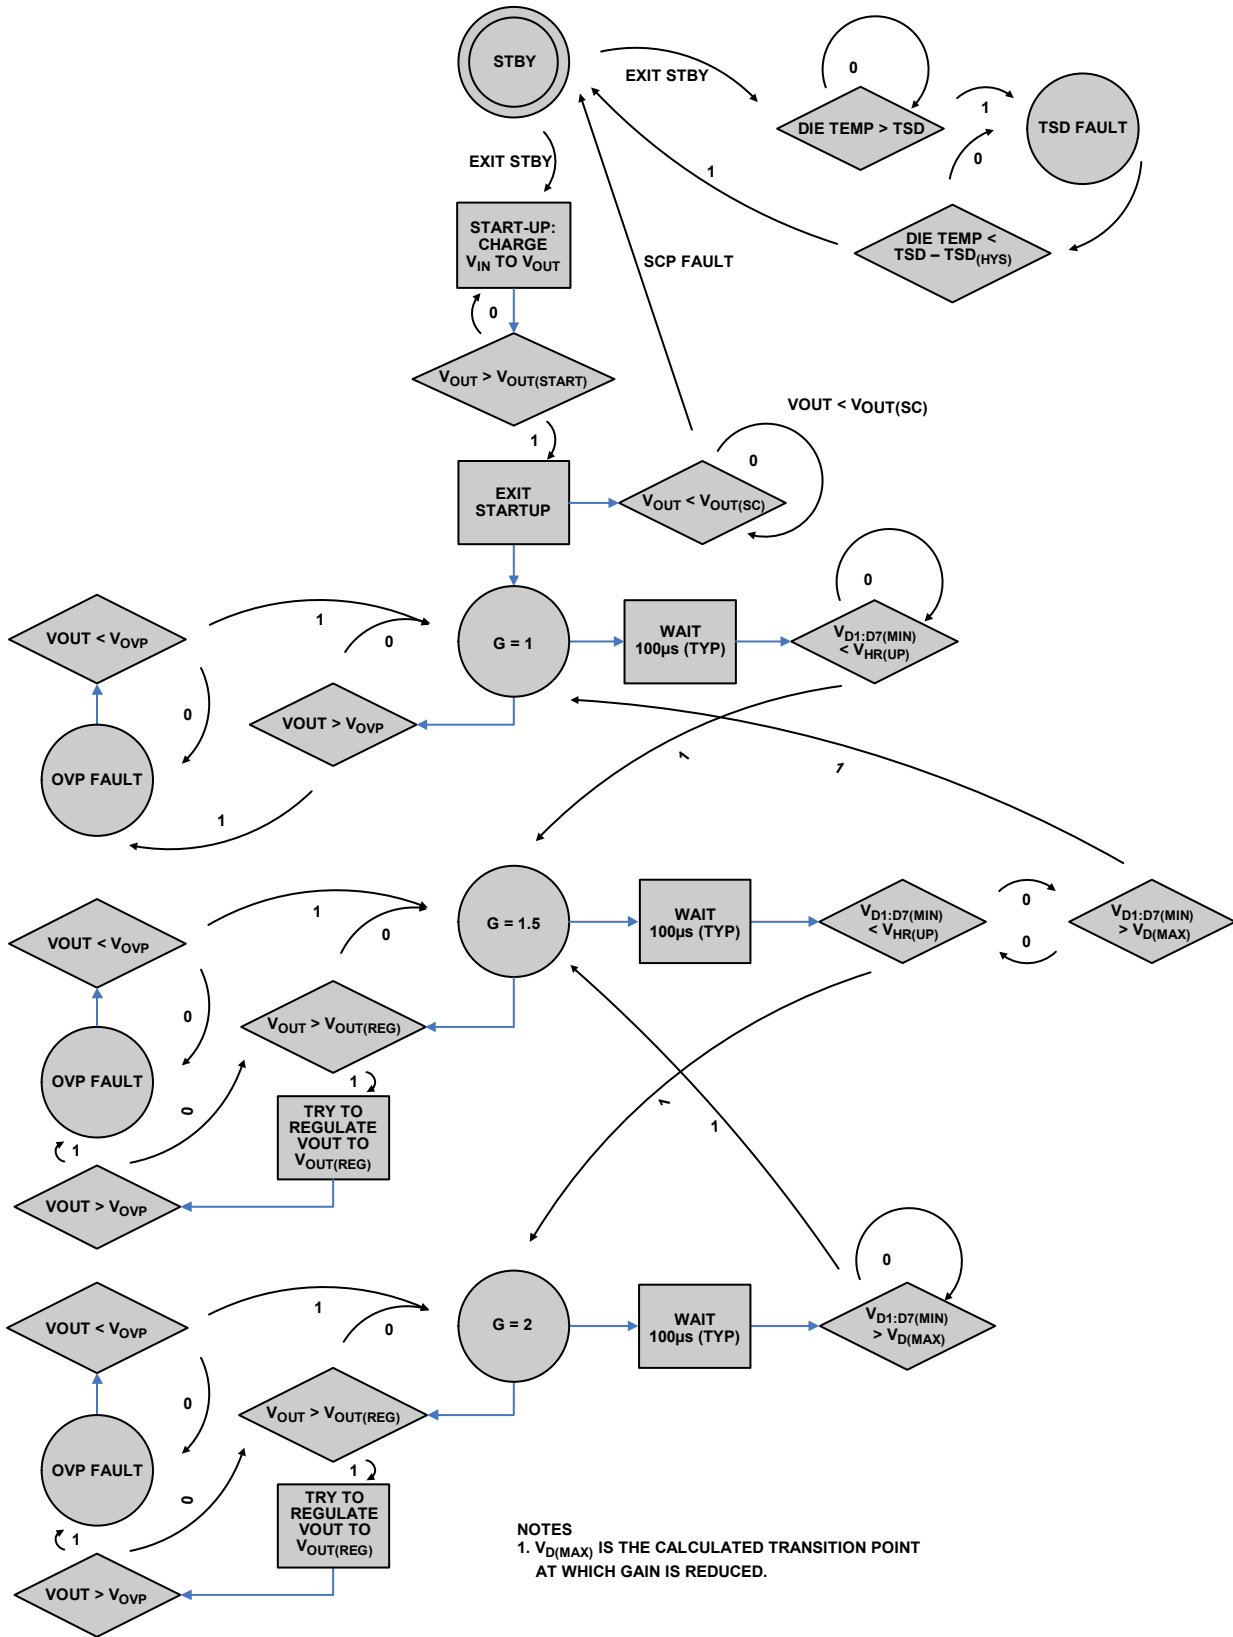 STBY
EXIT STBY
0
DIE TEMP > TSD
1
TSD FAULT
0
EXIT STBY
1
DIE TEMP <
TSD – TSD(HYS)
START-UP:
CHARGE
VIN TO VOUT
SCP FAULT
0
VOUT > VOUT(START)
1
VOUT < VOUT(SC)
0
EXIT
STARTUP
VOUT < VOUT(SC)
0
VOUT < VOVP
1
0
G = 1
WAIT
100µs (TYP)
VD1:D7(MIN)
< VHR(UP)
0
VOUT > VOVP
OVP FAULT
1
1
1
VOUT < VOVP
1
0
G = 1.5
WAIT
100µs (TYP)
VD1:D7(MIN)
< VHR(UP)
0
0
VD1:D7(MIN)
> VD(MAX)
0
VOUT > VOUT(REG)
OVP FAULT
1
0
TRY TO
REGULATE
VOUT TO
VOUT(REG)
1
1
1
VOUT > VOVP
0
VOUT < VOVP
1
0
G = 2
WAIT
100µs (TYP)
VD1:D7(MIN)
> VD(MAX)
0
VOUT > VOUT(REG)
OVP FAULT
1
0
TRY TO
REGULATE
VOUT TO
VOUT(REG)
1
VOUT > VOVP
NOTES
1. VD(MAX) IS THE CALCULATED TRANSITION POINT
AT WHICH GAIN IS REDUCED.